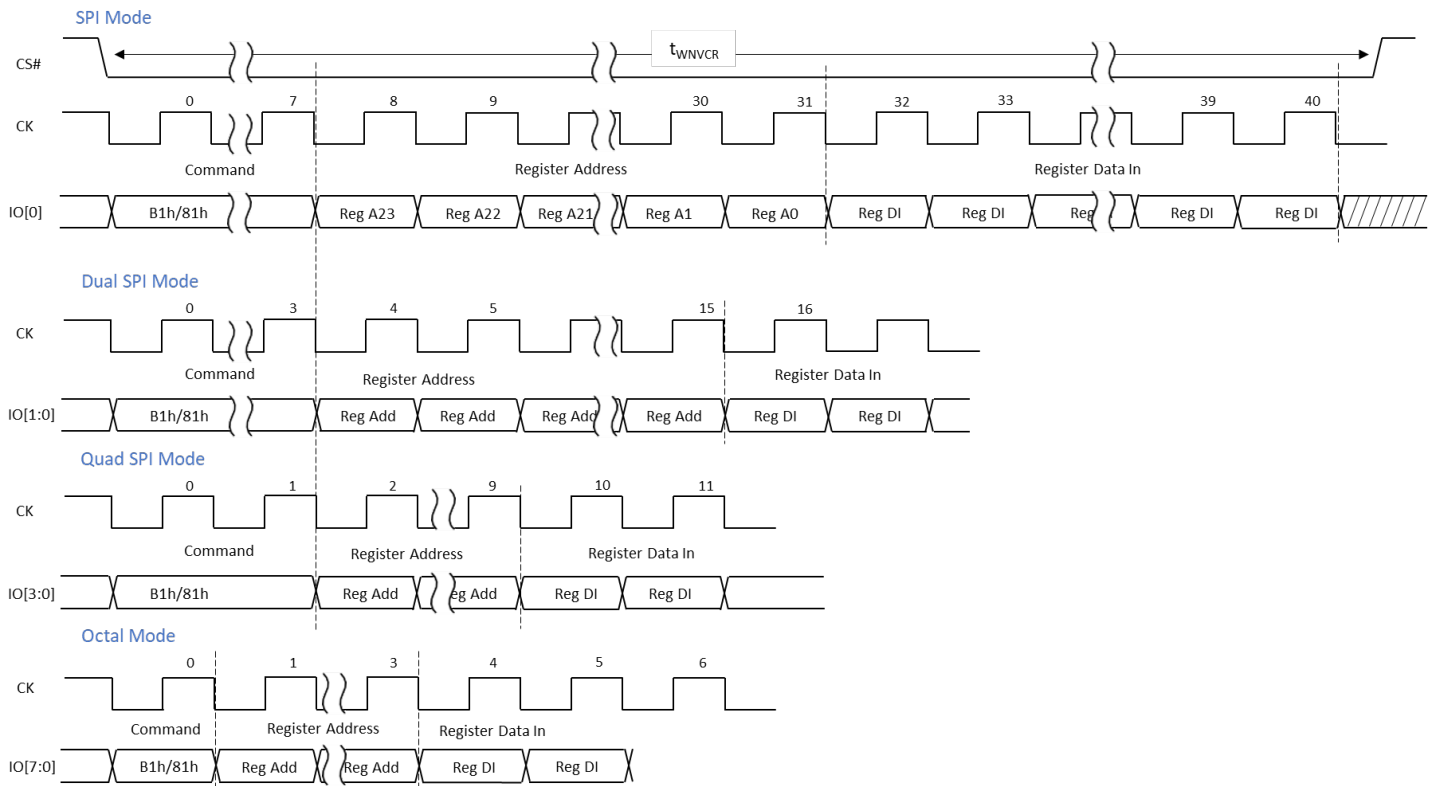 SPI Mode
CS#
tWNVCR
CK
0 7 8 9 30 31 32 33 39 40
Command Register Address Register Data In
IO[0]
B1h/81h Reg A23 Reg A22 Reg A21 Reg A1 Reg A0 Reg DI Reg DI Reg Reg DI Reg DI
Dual SPI Mode
CK
0 3 4 5 15 16
Command Register Address Register Data In
IO[1:0]
B1h/81h Reg Add Reg Add Reg Add Reg Add Reg DI Reg DI
Quad SPI Mode
CK
0 1 2 9 10 11
Command Register Address Register Data In
IO[3:0]
B1h/81h Reg Add eg Add Reg DI Reg DI
Octal Mode
CK
0 1 3 4 5 6
Command Register Address Register Data In
IO[7:0]
B1h/81h Reg Add Reg Add Reg DI Reg DI